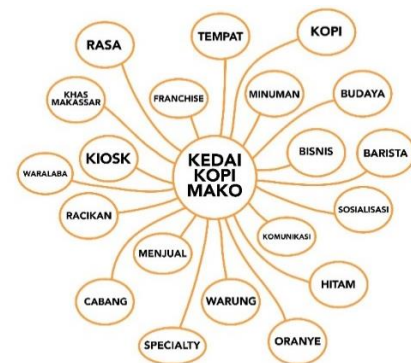 TEMPAT
KOPI
RASA
KHAS
MAKASSAR
FRANCHISE
MINUMAN
BUDAYA
KIOSK
KEDAI
KOPI
MAKO
BISNIS
BARISTA
WARALABA
RACIKAN
SOSIALISASI
KOMUNIKASI
MENJUAL
HITAM
CABANG
WARUNG
SPECIALTY
ORANYE